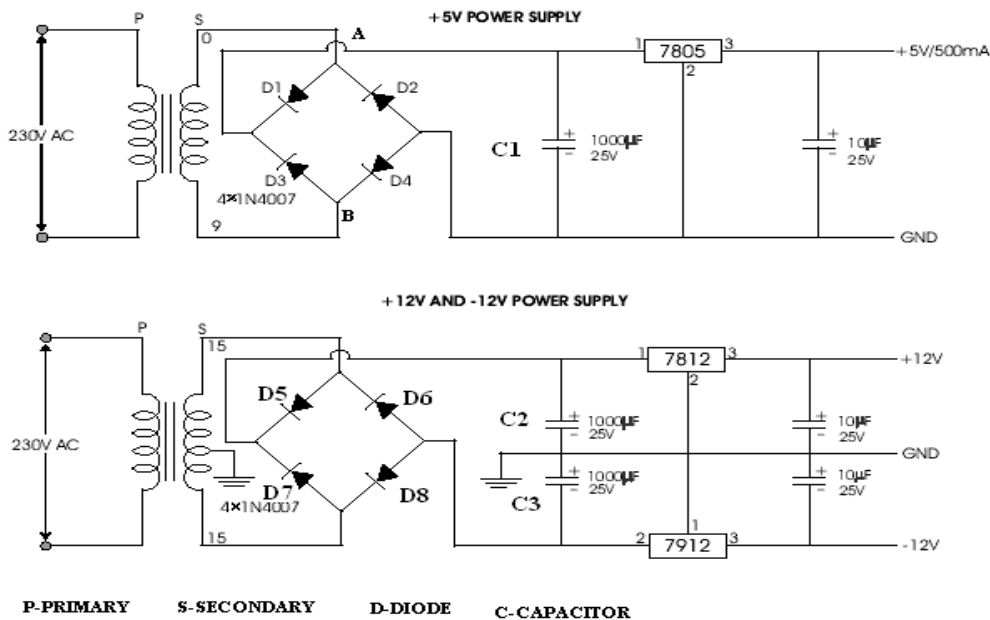 +5V POWER SUPPLY
P S
0
A
1 7805 3
2
+5V/500mA
D1 D2
230V AC
C1
+ 1000µF
- 25V
+ 10µF
- 25V
D3 D4
4×1N4007
9
B
GND
+12V AND -12V POWER SUPPLY
P S
15
1 7812 3
2
+12V
D5 D6
C2
+ 1000µF
- 25V
+ 10µF
- 25V
230V AC
GND
C3
+ 1000µF
- 25V
+ 10µF
- 25V
D7 D8
4×1N4007
15
1
2 7912 3
-12V
P-PRIMARY S-SECONDARY D-DIODE C-CAPACITOR